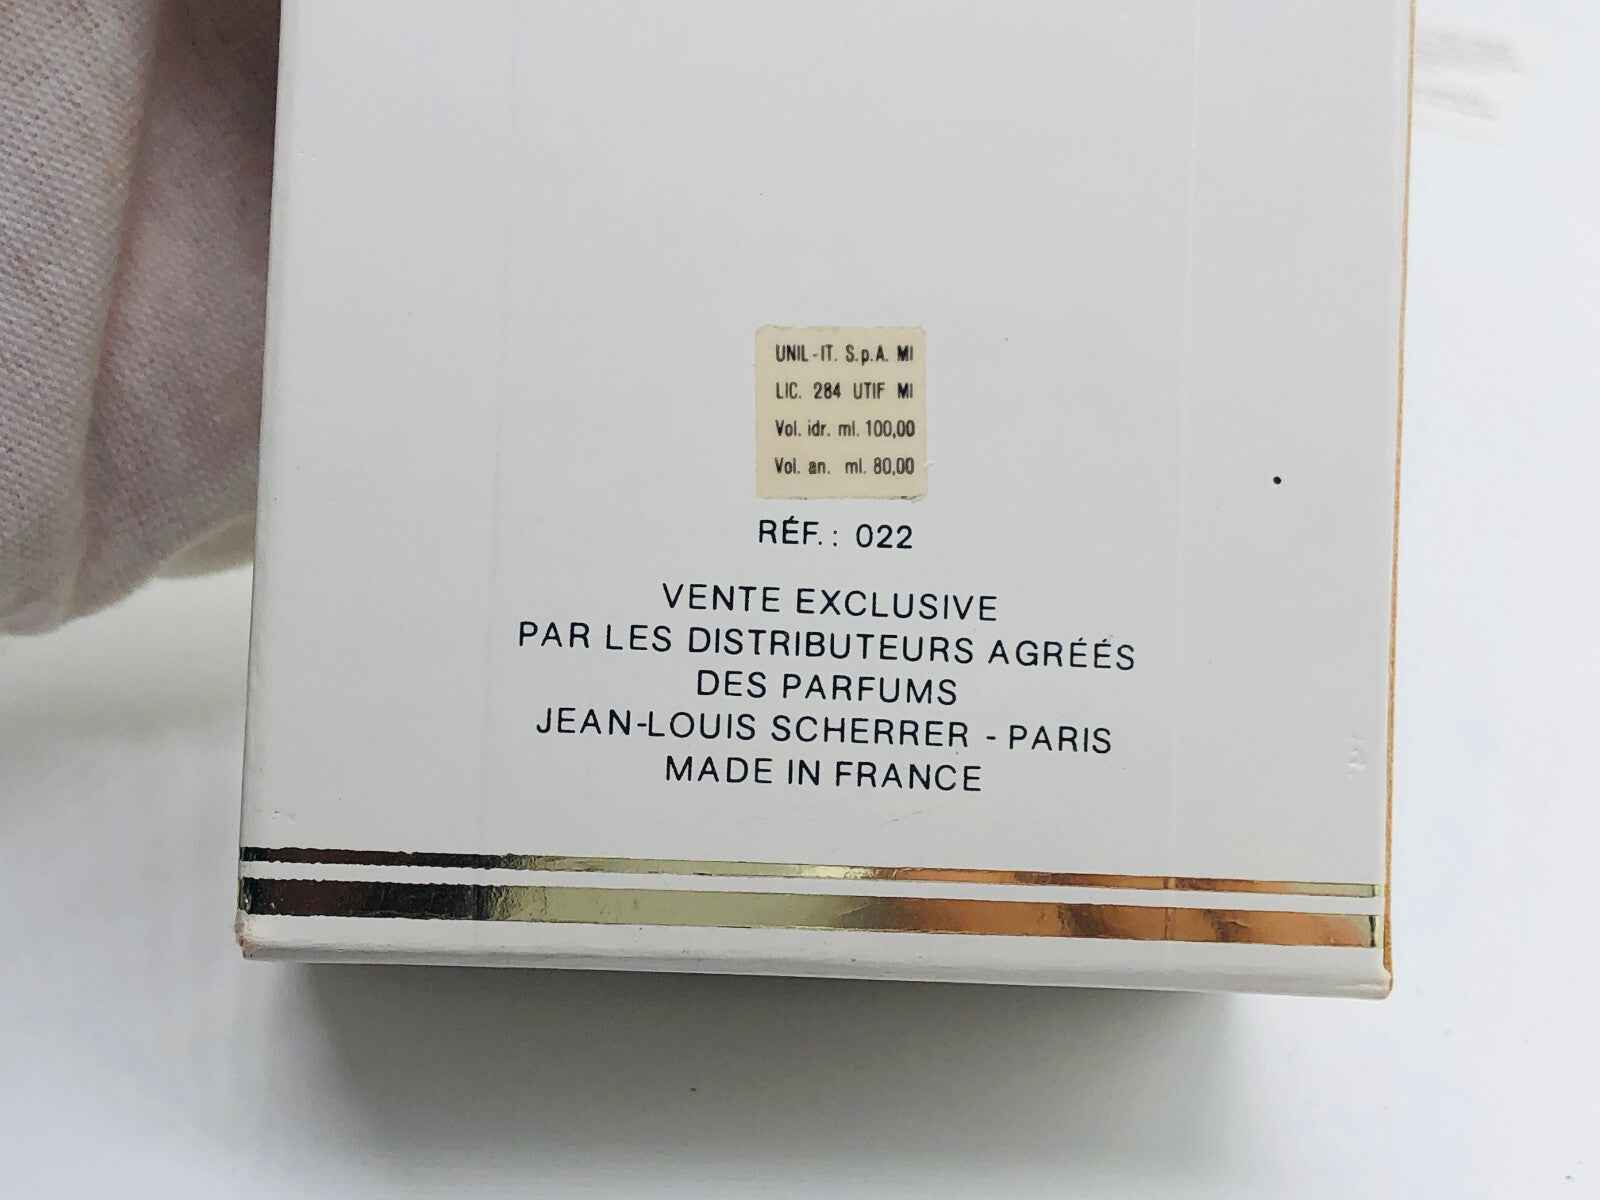 UNIL-IT. S.p.A. MI
LIC. 284 UTIF MI
Vol. idr. ml. 100,00
Vol. an. ml. 80,00
RÉF.: 022
VENTE EXCLUSIVE
PAR LES DISTRIBUTEURS AGRÉÉS
DES PARFUMS
JEAN-LOUIS SCHERRER - PARIS
MADE IN FRANCE